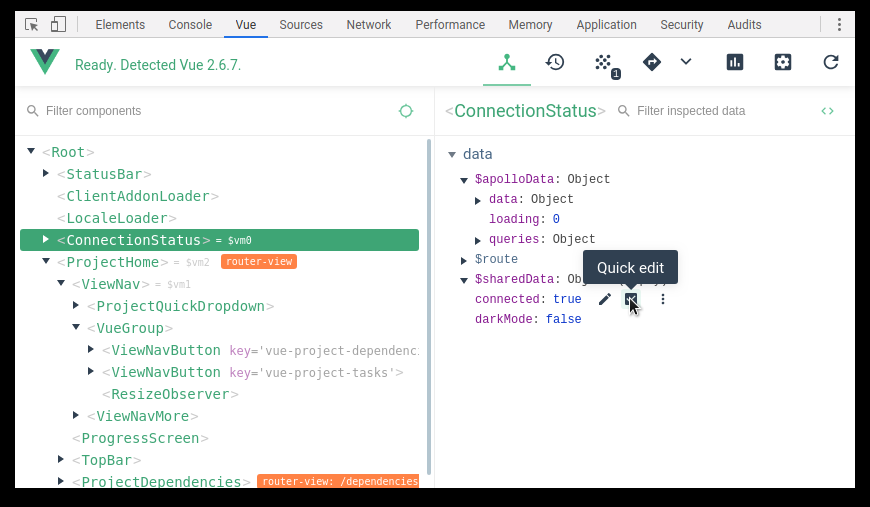 Elements Console Vue Sources Network Performance Memory Application Security Audits
Ready. Detected Vue 2.6.7.
1
Filter components
<ConnectionStatus> Filter inspected data <>
<Root>
<StatusBar>
<ClientAddonLoader>
<LocaleLoader>
<ConnectionStatus> = $vm0
<ProjectHome> = $vm2 router-view
<ViewNav> = $vm1
<ProjectQuickDropdown>
<VueGroup>
<ViewNavButton key='vue-project-dependenc
<ViewNavButton key='vue-project-tasks'>
<ResizeObserver>
<ViewNavMore>
<ProgressScreen>
<TopBar>
<ProjectDependencies> router-view: /dependencies
data
$apolloData: Object
data: Object
loading: 0
queries: Object
$route
Quick edit
$sharedData:
connected: true
darkMode: false